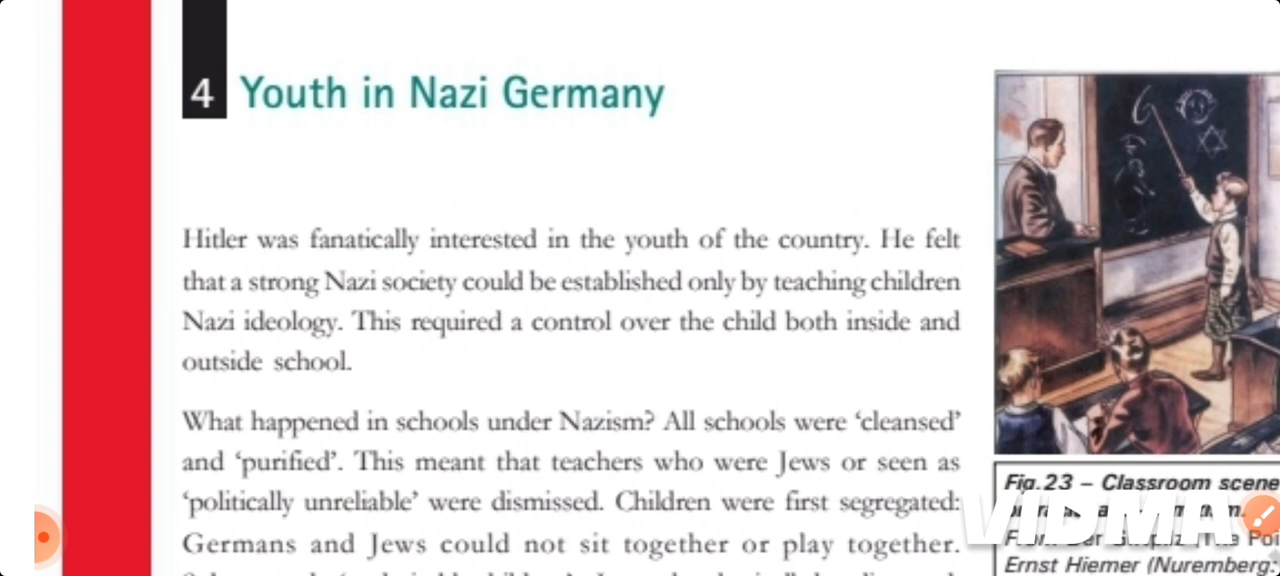 4 Youth in Nazi Germany
Hitler was fanatically interested in the youth of the country. He felt
that a strong Nazi society could be established only by teaching children
Nazi ideology. This required a control over the child both inside and
outside school.
What happened in schools under Nazism? All schools were ‘cleansed’
and ‘purified’. This meant that teachers who were Jews or seen as
‘politically unreliable’ were dismissed. Children were first segregated:
Germans and Jews could not sit together or play together.
Fig.23 – Classroom scene
VIDMA
Ernst Hiemer (Nuremberg: